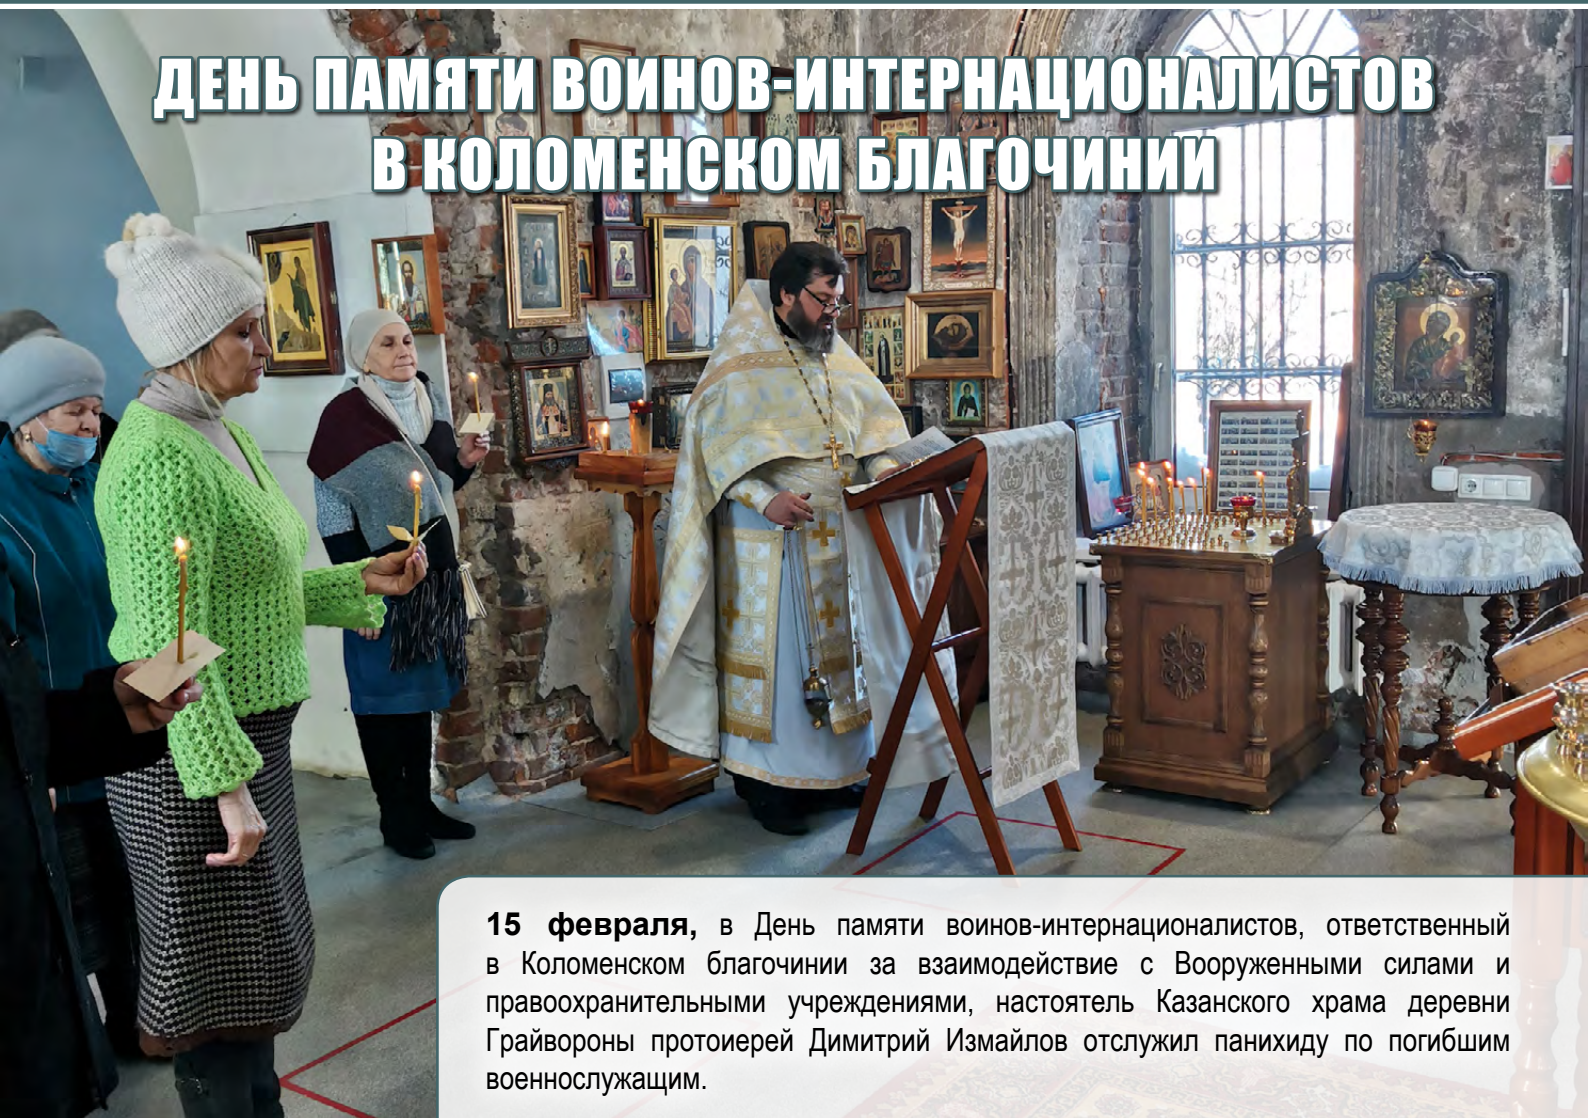 ДЕНЬ ПАМЯТИ ВОИНОВ-ИНТЕРНАЦИОНАЛИСТОВ
В КОЛОМЕНСКОМ БЛАГОЧИНИИ
15 февраля, в День памяти воинов-интернационалистов, ответственный
в Коломенском благочинии за взаимодействие с Вооруженными силами и
правоохранительными учреждениями, настоятель Казанского храма деревни
Грайвороны протоиерей Димитрий Измайлов отслужил панихиду по погибшим
военнослужащим.